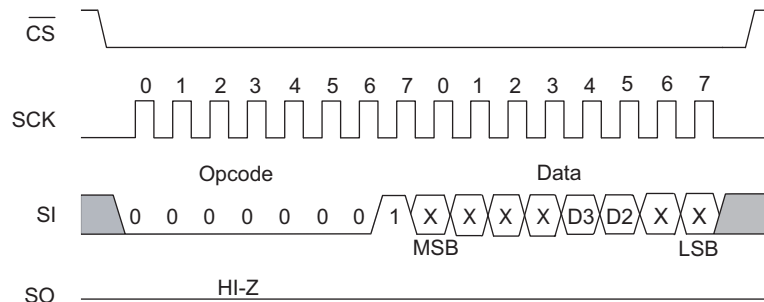 CS
0 1 2 3 4 5 6 7 0 1 2 3 4 5 6 7
SCK
Opcode Data
SI 0 0 0 0 0 0 0 1 X X X X D3 D2 X X
MSB LSB
HI-Z
SO